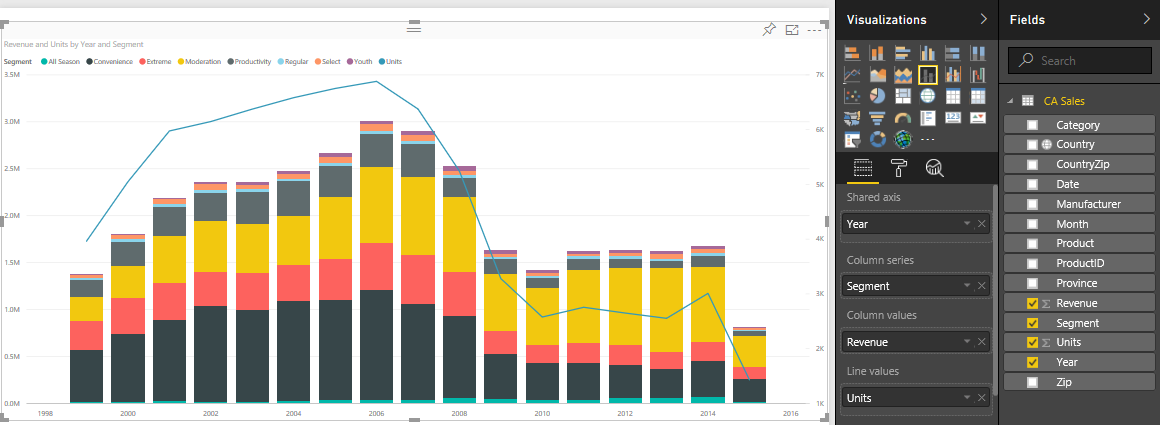 Visualizations
Fields
Revenue and Units by Year and Segment
Segment All Season Convenience Extreme Moderation Productivity Regular Select Youth Units
3.5M
3.0M
2.5M
2.0M
1.5M
1.0M
0.5M
0.0M
7K
6K
5K
4K
3K
2K
1K
1998 2000 2002 2004 2006 2008 2010 2012 2014 2016
R
123
Shared axis
Year
Column series
Segment
Column values
Revenue
Line values
Units
Search
CA Sales
Category
Country
CountryZip
Date
Manufacturer
Month
Product
ProductID
Province
Revenue
Segment
Units
Year
Zip